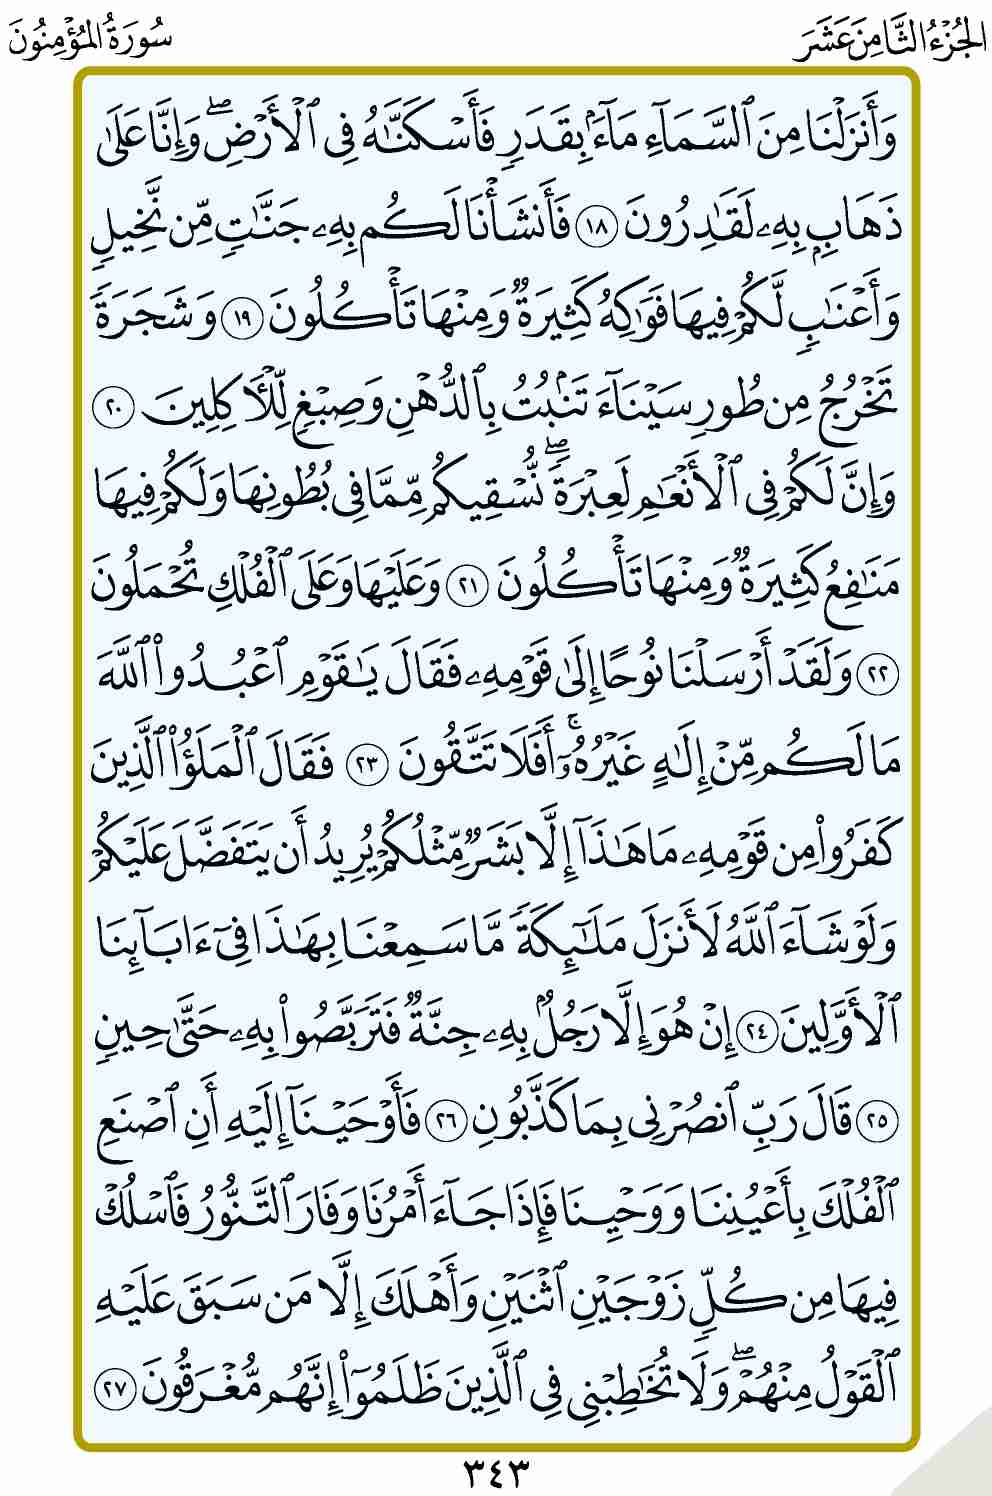 الجُزْءُ الثَّامِنَ عَشَرَ
سُورَةُ المُؤْمِنُونَ
وَأَنزَلْنَا مِنَ ٱلسَّمَآءِ مَآءَۢ بِقَدَرٖ فَأَسْكَنَّٰهُ فِي ٱلْأَرْضِۖ وَإِنَّا عَلَىٰ
ذَهَابِۭ بِهِۦ لَقَٰدِرُونَ ١٨ فَأَنشَأْنَا لَكُم بِهِۦ جَنَّٰتٖ مِّن نَّخِيلٖ
وَأَعْنَٰبٖ لَّكُمْ فِيهَا فَوَٰكِهُ كَثِيرَةٞ وَمِنْهَا تَأْكُلُونَ ١٩ وَشَجَرَةٗ
تَخْرُجُ مِن طُورِ سَيْنَآءَ تَنۢبُتُ بِٱلدُّهْنِ وَصِبْغٖ لِّلْأٓكِلِينَ ٢٠
وَإِنَّ لَكُمْ فِي ٱلْأَنْعَٰمِ لَعِبْرَةٗۖ نُّسْقِيكُم مِّمَّا فِي بُطُونِهَا وَلَكُمْ فِيهَا
مَنَٰفِعُ كَثِيرَةٞ وَمِنْهَا تَأْكُلُونَ ٢١ وَعَلَيْهَا وَعَلَى ٱلْفُلْكِ تُحْمَلُونَ
٢٢ وَلَقَدْ أَرْسَلْنَا نُوحًا إِلَىٰ قَوْمِهِۦ فَقَالَ يَٰقَوْمِ ٱعْبُدُواْ ٱللَّهَ
مَا لَكُم مِّنْ إِلَٰهٍ غَيْرُهُۥٓۚ أَفَلَا تَتَّقُونَ ٢٣ فَقَالَ ٱلْمَلَؤُاْ ٱلَّذِينَ
كَفَرُواْ مِن قَوْمِهِۦ مَا هَٰذَآ إِلَّا بَشَرٞ مِّثْلُكُمْ يُرِيدُ أَن يَتَفَضَّلَ عَلَيْكُمْ
وَلَوْ شَآءَ ٱللَّهُ لَأَنزَلَ مَلَٰٓئِكَةٗ مَّا سَمِعْنَا بِهَٰذَا فِيٓ ءَابَآئِنَا
ٱلْأَوَّلِينَ ٢٤ إِنْ هُوَ إِلَّا رَجُلُۢ بِهِۦ جِنَّةٞ فَتَرَبَّصُواْ بِهِۦ حَتَّىٰ حِينٖ
٢٥ قَالَ رَبِّ ٱنصُرْنِي بِمَا كَذَّبُونِ ٢٦ فَأَوْحَيْنَآ إِلَيْهِ أَنِ ٱصْنَعِ
ٱلْفُلْكَ بِأَعْيُنِنَا وَوَحْيِنَا فَإِذَا جَآءَ أَمْرُنَا وَفَارَ ٱلتَّنُّورُ فَٱسْلُكْ
فِيهَا مِن كُلّٖ زَوْجَيْنِ ٱثْنَيْنِ وَأَهْلَكَ إِلَّا مَن سَبَقَ عَلَيْهِ
ٱلْقَوْلُ مِنْهُمْۖ وَلَا تُخَٰطِبْنِي فِي ٱلَّذِينَ ظَلَمُوٓاْ إِنَّهُم مُّغْرَقُونَ ٢٧
٣٤٣